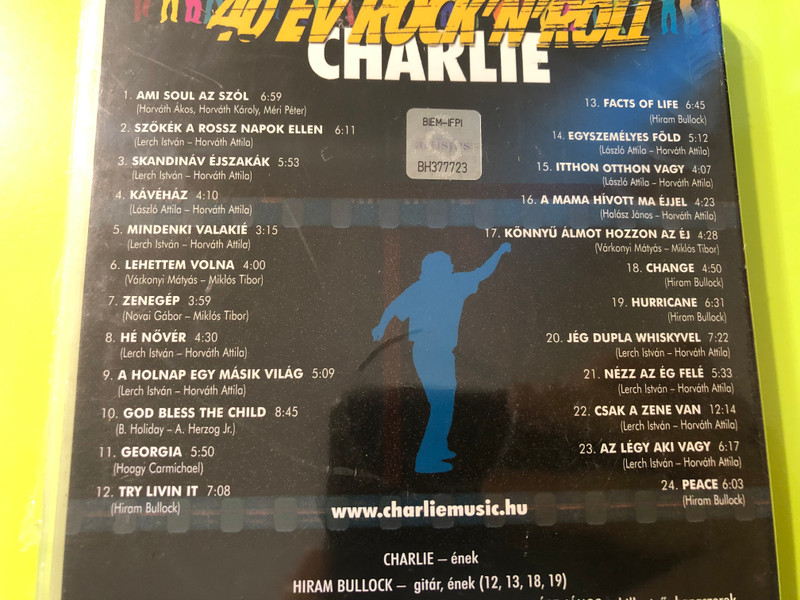 40 ÉV ROCK'N'ROLL
CHARLIE
1. AMI SOUL AZ SZÓL 6:59
(Horváth Ákos, Horváth Károly, Méri Péter)
2. SZŐKÉK A ROSSZ NAPOK ELLEN 6:11
(Lerch István – Horváth Attila)
3. SKANDINÁV ÉJSZAKÁK 5:53
(Lerch István – Horváth Attila)
4. KÁVÉHÁZ 4:10
(László Attila – Horváth Attila)
5. MINDENKI VALAKIÉ 3:15
(Lerch István – Horváth Attila)
6. LEHETTEM VOLNA 4:00
(Várkonyi Mátyás – Miklós Tibor)
7. ZENEGÉP 3:59
(Novai Gábor – Miklós Tibor)
8. HÉ NŐVÉR 4:30
(Lerch István – Horváth Attila)
9. A HOLNAP EGY MÁSIK VILÁG 5:09
(Lerch István – Horváth Attila)
10. GOD BLESS THE CHILD 8:45
(B. Holiday – A. Herzog Jr.)
11. GEORGIA 5:50
(Hoagy Carmichael)
12. TRY LIVIN IT 7:08
(Hiram Bullock)
BIEM-IFPI
artisjus
BH377723
13. FACTS OF LIFE 6:45
(Hiram Bullock)
14. EGYSZEMÉLYES FÖLD 5:12
(László Attila – Horváth Attila)
15. ITTHON OTTHON VAGY 4:07
(László Attila – Horváth Attila)
16. A MAMA HÍVOTT MA ÉJJEL 4:23
(Halász János – Horváth Attila)
17. KÖNNYŰ ÁLMOT HOZZON AZ ÉJ 4:28
(Várkonyi Mátyás – Miklós Tibor)
18. CHANGE 4:50
(Hiram Bullock)
19. HURRICANE 6:31
(Hiram Bullock)
20. JÉG DUPLA WHISKYVEL 7:22
(Lerch István – Horváth Attila)
21. NÉZZ AZ ÉG FELÉ 5:33
(Lerch István – Horváth Attila)
22. CSAK A ZENE VAN 12:14
(Lerch István – Horváth Attila)
23. AZ LÉGY AKI VAGY 6:17
(Lerch István – Horváth Attila)
24. PEACE 6:03
(Hiram Bullock)
www.charliemusic.hu
CHARLIE – ének
HIRAM BULLOCK – gitár, ének (12, 13, 18, 19)